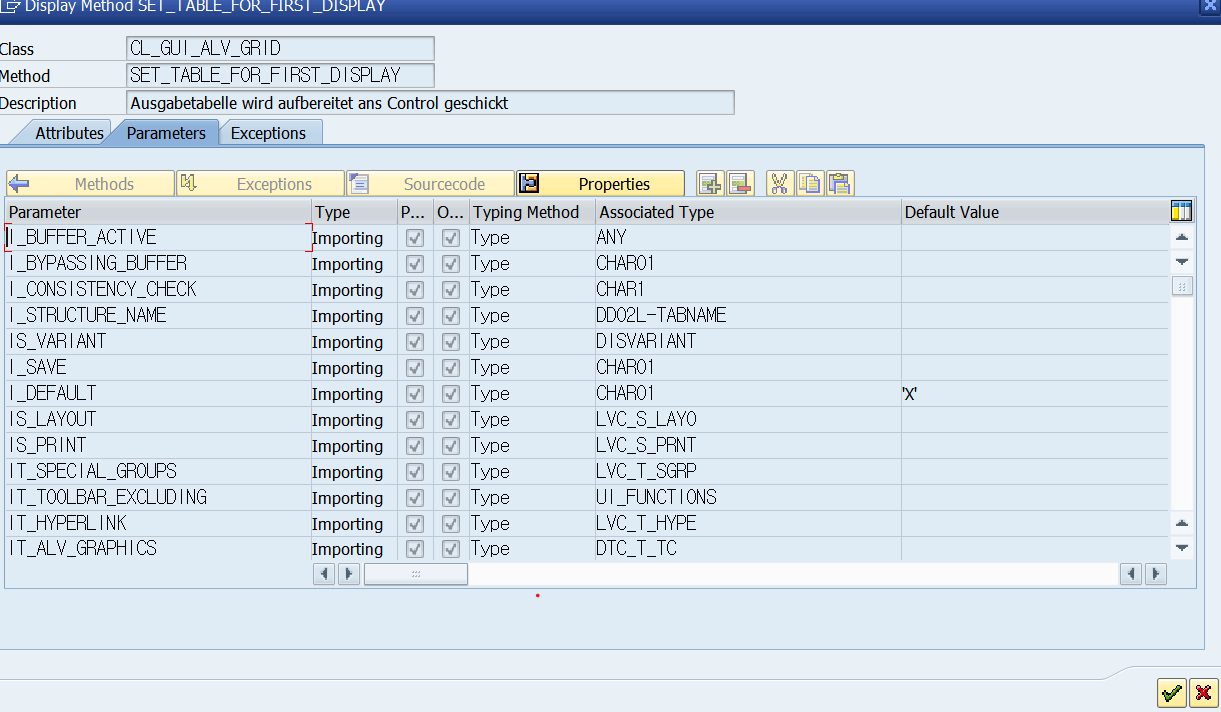 Display Method SET_TABLE_FOR_FIRST_DISPLAY
Class CL_GUI_ALV_GRID
Method SET_TABLE_FOR_FIRST_DISPLAY
Description Ausgabetabelle wird aufbereitet ans Control geschickt
Attributes Parameters Exceptions
Methods Exceptions Sourcecode Properties
Parameter Type P... O... Typing Method Associated Type Default Value
I_BUFFER_ACTIVE Importing Type ANY
I_BYPASSING_BUFFER Importing Type CHAR01
I_CONSISTENCY_CHECK Importing Type CHAR1
I_STRUCTURE_NAME Importing Type DD02L-TABNAME
IS_VARIANT Importing Type DISVARIANT
I_SAVE Importing Type CHAR01
I_DEFAULT Importing Type CHAR01 'X'
IS_LAYOUT Importing Type LVC_S_LAYO
IS_PRINT Importing Type LVC_S_PRNT
IT_SPECIAL_GROUPS Importing Type LVC_T_SGRP
IT_TOOLBAR_EXCLUDING Importing Type UI_FUNCTIONS
IT_HYPERLINK Importing Type LVC_T_HYPE
IT_ALV_GRAPHICS Importing Type DTC_T_TC